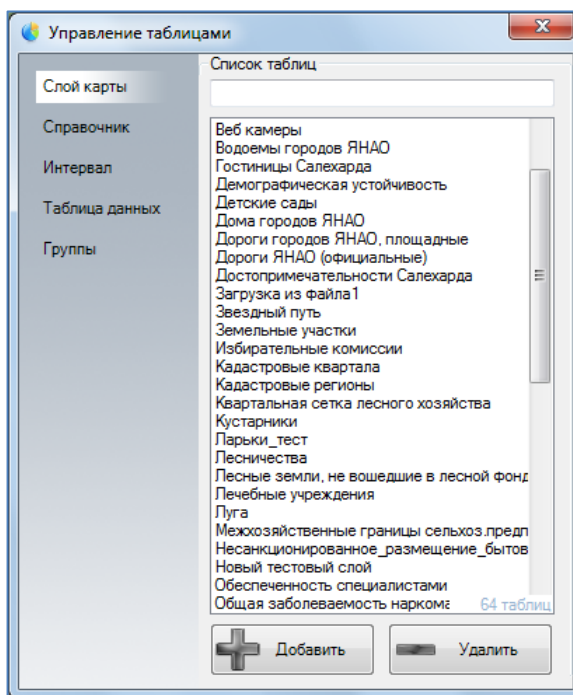 Управление таблицами
Слой карты
Справочник
Интервал
Таблица данных
Группы
Список таблиц
Веб камеры
Водоемы городов ЯНАО
Гостиницы Салехарда
Демографическая устойчивость
Детские сады
Дома городов ЯНАО
Дороги городов ЯНАО, площадные
Дороги ЯНАО (официальные)
Достопримечательности Салехарда
Загрузка из файла1
Звездный путь
Земельные участки
Избирательные комиссии
Кадастровые квартала
Кадастровые регионы
Квартальная сетка лесного хозяйства
Кустарники
Ларьки_тест
Лесничества
Лесные земли, не вошедшие в лесной фонд
Лечебные учреждения
Луга
Межхозяйственные границы сельхоз.предп
Несанкционированное_размещение_бытов
Новый тестовый слой
Обеспеченность специалистами
Общая заболеваемость наркома
64 таблиц
Добавить
Удалить